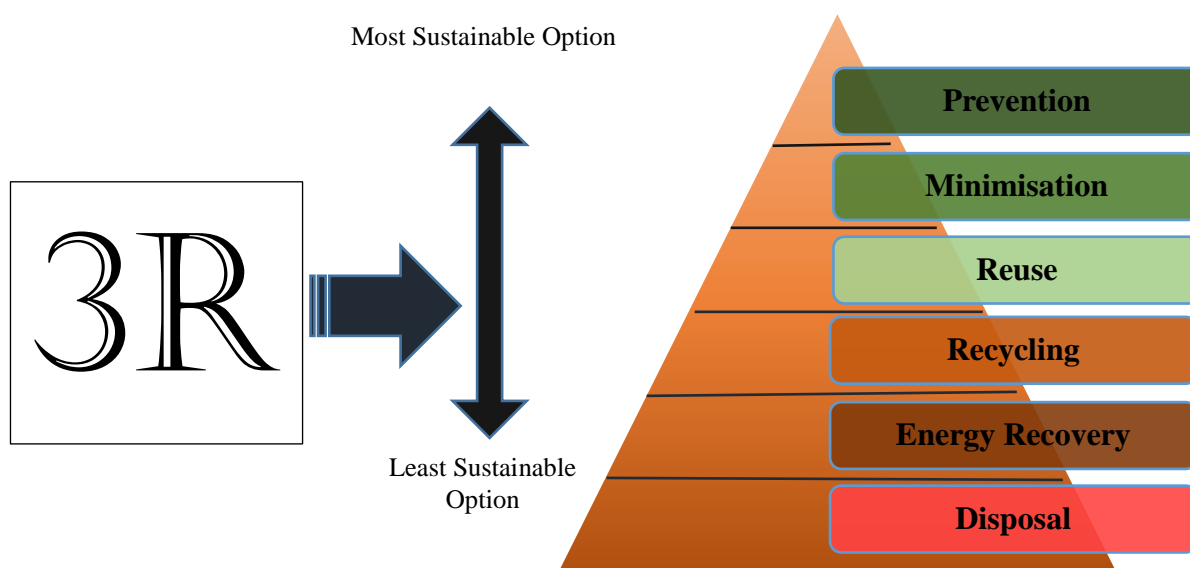 Most Sustainable Option
Prevention
Minimisation
3R
Reuse
Recycling
Energy Recovery
Least Sustainable
Option
Disposal